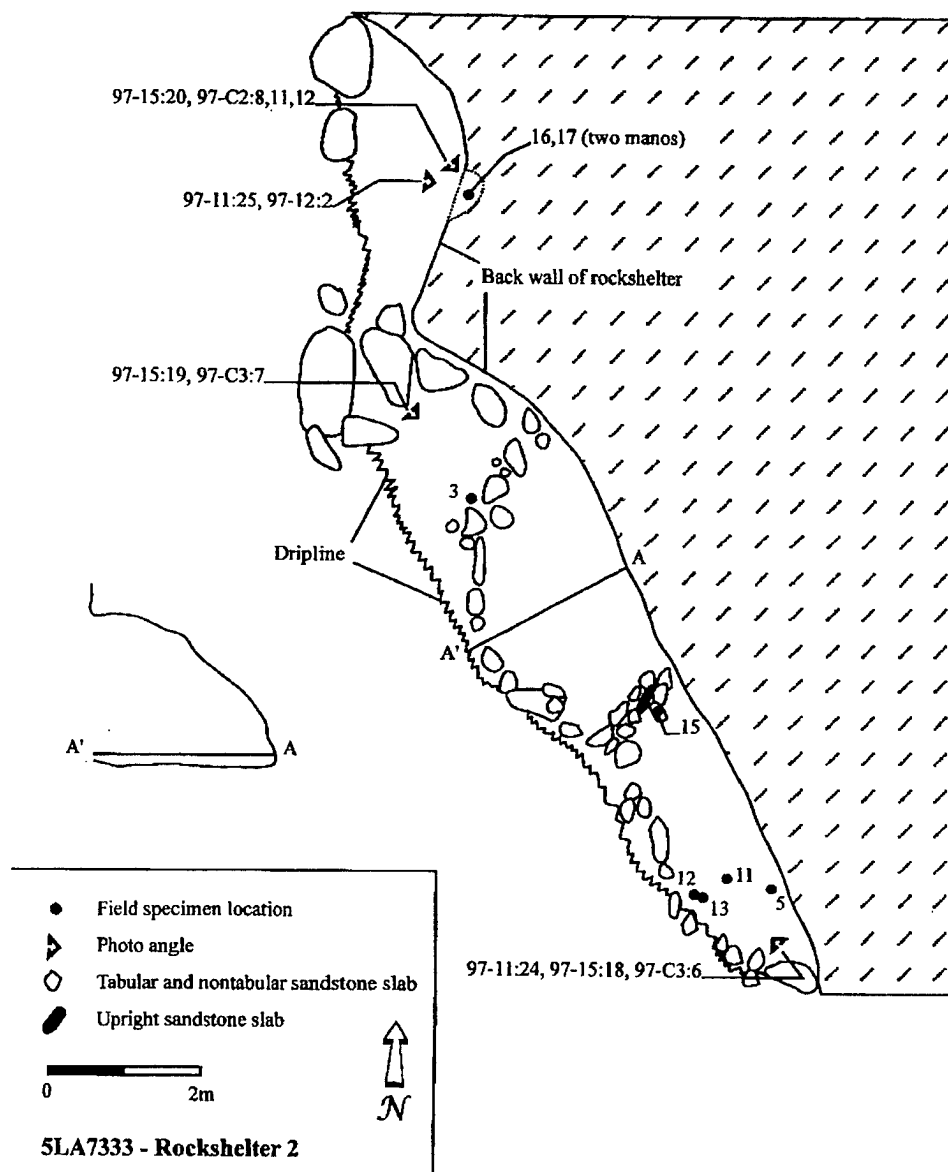 97-15:20, 97-C2:8,11,12
16,17 (two manos)
97-11:25, 97-12:2
Back wall of rockshelter
97-15:19, 97-C3:7
3
Dripline
A
A'
A' A
15
11
12
13
5
97-11:24, 97-15:18, 97-C3:6
Field specimen location
Photo angle
Tabular and nontabular sandstone slab
Upright sandstone slab
0 2m
N
5LA7333 - Rockshelter 2